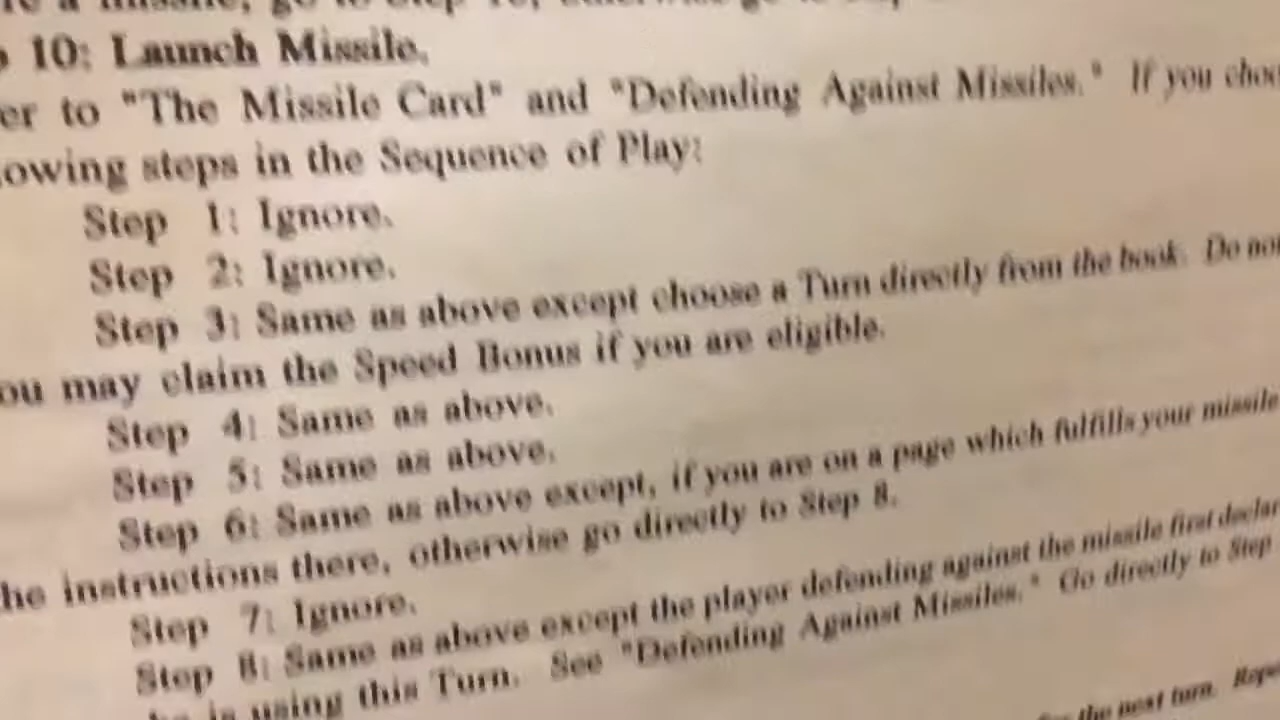 10: Launch Missile.
er to "The Missile Card" and "Defending Against Missiles." If you choo
owing steps in the Sequence of Play:
Step 1: Ignore.
Step 2: Ignore.
Step 3: Same as above except choose a Turn directly from the book. Do not
ou may claim the Speed Bonus if you are eligible.
Step 4: Same as above.
Step 5: Same as above.
Step 6: Same as above except, if you are on a page which fulfills your missile
he instructions there, otherwise go directly to Step 8.
Step 7: Ignore.
Step 8: Same as above except the player defending against the missile first declar
he is using this Turn. See "Defending Against Missiles." Go directly to Step
the next turn. Repe